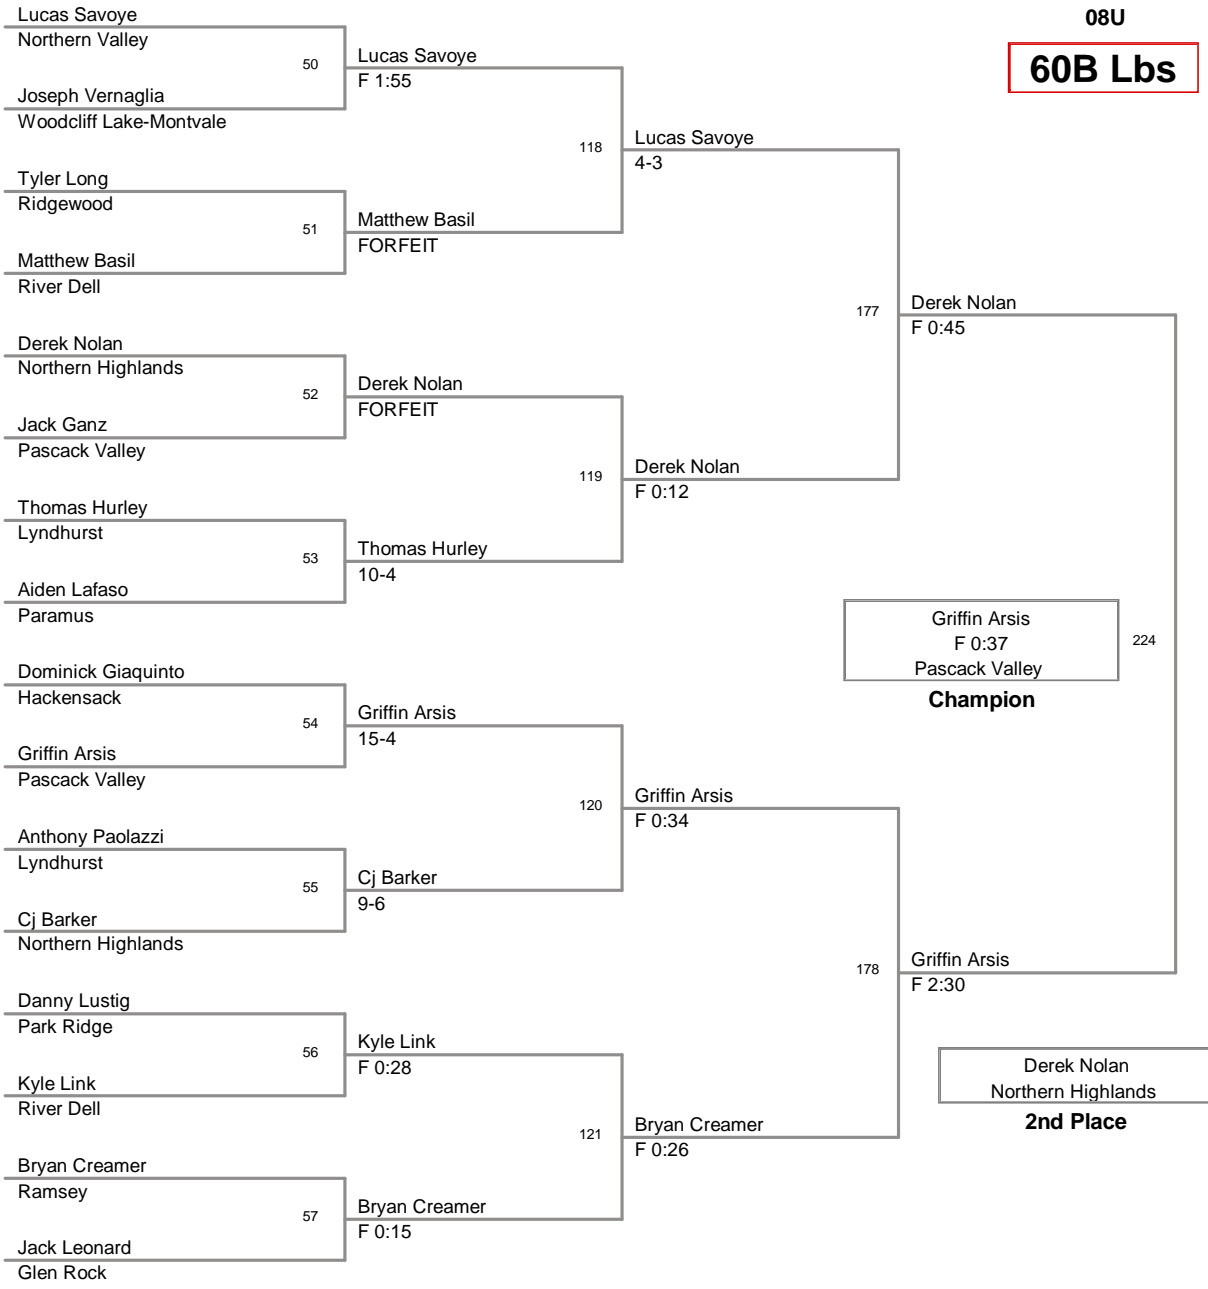 08U
60B Lbs
Lucas Savoye
Northern Valley
50
Joseph Vernaglia
Woodcliff Lake-Montvale
Lucas Savoye
F 1:55
Tyler Long
Ridgewood
51
Matthew Basil
River Dell
Matthew Basil
FORFEIT
118
Lucas Savoye
4-3
Derek Nolan
Northern Highlands
52
Jack Ganz
Pascack Valley
Derek Nolan
FORFEIT
Thomas Hurley
Lyndhurst
53
Aiden Lafaso
Paramus
Thomas Hurley
10-4
119
Derek Nolan
F 0:12
177
Derek Nolan
F 0:45
Dominick Giaquinto
Hackensack
54
Griffin Arsis
Pascack Valley
Griffin Arsis
15-4
Anthony Paolazzi
Lyndhurst
55
Cj Barker
Northern Highlands
Cj Barker
9-6
120
Griffin Arsis
F 0:34
Danny Lustig
Park Ridge
56
Kyle Link
River Dell
Kyle Link
F 0:28
Bryan Creamer
Ramsey
57
Jack Leonard
Glen Rock
Bryan Creamer
F 0:15
121
Bryan Creamer
F 0:26
178
Griffin Arsis
F 2:30
224
Griffin Arsis
F 0:37
Pascack Valley
Champion
Derek Nolan
Northern Highlands
2nd Place